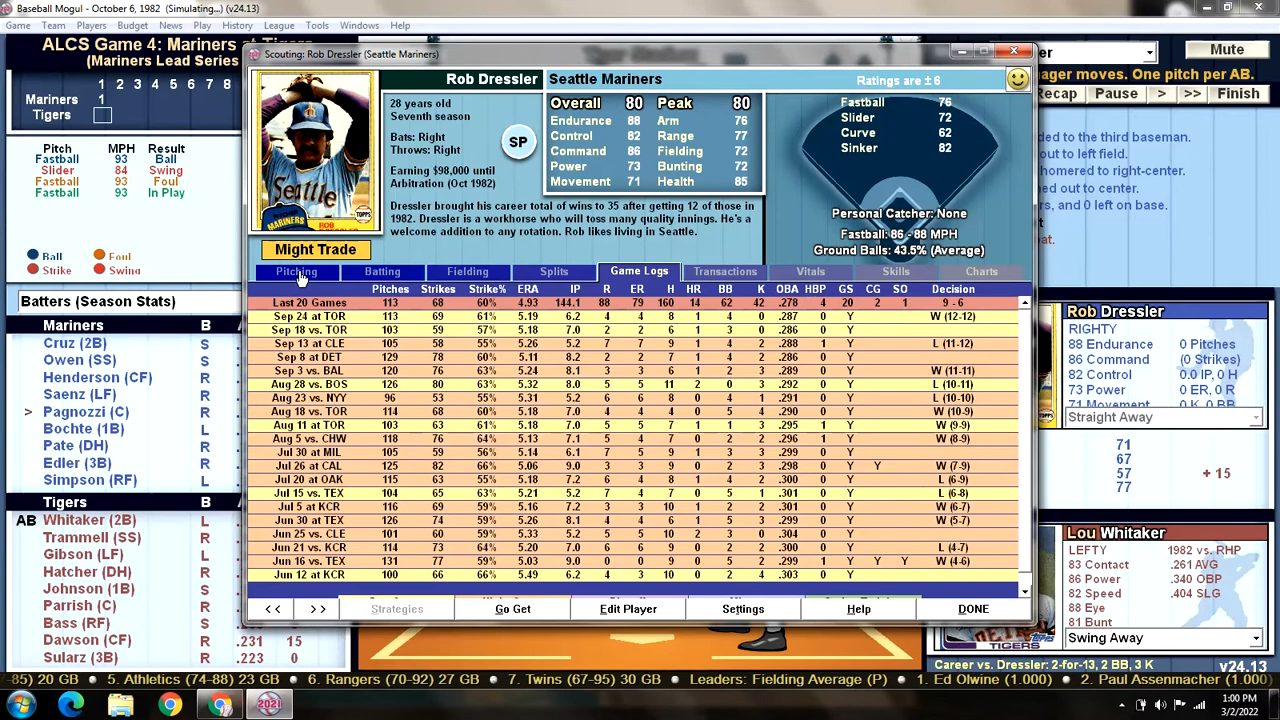 Baseball Mogul - October 6, 1982 (Simulating...) (v24.13)
Game Team Players Budget News Play History League Tools Windows Help
ALCS Game 4: Mariners at Tigers
(Mariners Lead Series
1 2 3 4 5 6 7 8
Mariners 1
Tigers
Pitch MPH Result
Fastball 93 Ball
Slider 84 Swing
Fastball 93 Foul
Fastball 93 In Play
Ball Foul
Strike Swing
Batters (Season Stats)
Mariners B
Cruz (2B) S
Owen (SS) S
Henderson (CF) R
Saenz (LF) R
> Pagnozzi (C) R
Bochte (1B) L
Pate (DH) R
Edler (3B) R
Simpson (RF) L
Tigers B
AB Whitaker (2B) L
Trammell (SS) R
Gibson (LF) L
Hatcher (DH) R
Johnson (1B) S
Parrish (C) R
Bass (RF) L
Dawson (CF) R .231 15
Sularz (3B) R .223 0
Scouting: Rob Dressler (Seattle Mariners)
Seattle
MARINERS
ROB DRESSLER
TOPPS
Might Trade
Rob Dressler
28 years old
Seventh season
Bats: Right
Throws: Right
Earning $98,000 until
Arbitration (Oct 1982)
SP
Seattle Mariners
Ratings are ± 6
Overall 80 Peak 80
Endurance 88 Arm 76
Control 82 Range 77
Command 86 Fielding 72
Power 73 Bunting 72
Movement 71 Health 85
Dressler brought his career total of wins to 35 after getting 12 of those in
1982. Dressler is a workhorse who will toss many quality innings. He's a
welcome addition to any rotation. Rob likes living in Seattle.
Fastball 76
Slider 72
Curve 62
Sinker 82
Personal Catcher: None
Fastball: 86 - 88 MPH
Ground Balls: 43.5% (Average)
Pitching Batting Fielding Splits Game Logs Transactions Vitals Skills Charts
Pitches Strikes Strike% ERA IP R ER H HR BB K OBA HBP GS CG SO Decision
Last 20 Games 113 68 60% 4.93 144.1 88 79 160 14 62 42 .278 4 20 2 1 9 - 6
Sep 24 at TOR 113 69 61% 5.19 6.2 4 4 8 1 4 0 .287 0 Y W (12-12)
Sep 18 vs. TOR 103 59 57% 5.18 7.0 2 2 6 1 3 0 .286 0 Y
Sep 13 at CLE 105 58 55% 5.26 5.2 7 7 9 1 4 2 .288 1 Y L (11-12)
Sep 8 at DET 129 78 60% 5.11 8.2 2 2 7 1 4 2 .286 0 Y
Sep 3 vs. BAL 120 76 63% 5.24 8.1 3 3 6 1 2 3 .289 0 Y W (11-11)
Aug 28 vs. BOS 126 80 63% 5.32 8.0 5 5 11 2 0 3 .292 0 Y L (10-11)
Aug 23 vs. NYY 96 53 55% 5.31 5.2 6 6 8 0 4 1 .291 0 Y L (10-10)
Aug 18 vs. TOR 114 68 60% 5.18 7.0 4 4 4 0 5 4 .290 0 Y W (10-9)
Aug 11 at TOR 103 63 61% 5.18 7.0 5 5 7 1 1 3 .295 1 Y W (9-9)
Aug 5 vs. CHW 118 76 64% 5.13 7.1 5 4 7 0 2 2 .296 1 Y W (8-9)
Jul 30 at MIL 105 59 56% 5.14 6.1 7 5 9 1 3 3 .299 0 Y
Jul 26 at CAL 125 82 66% 5.06 9.0 3 3 9 0 2 3 .298 0 Y Y W (7-9)
Jul 20 at OAK 115 63 55% 5.18 7.2 6 4 8 1 4 2 .300 0 Y L (6-9)
Jul 15 vs. TEX 104 65 63% 5.21 5.2 7 4 7 0 5 1 .301 0 Y L (6-8)
Jul 5 at KCR 116 69 59% 5.16 7.2 3 3 10 1 2 2 .301 0 Y W (6-7)
Jun 30 at TEX 126 74 59% 5.26 8.1 4 4 6 1 5 3 .299 0 Y W (5-7)
Jun 25 vs. CLE 101 60 59% 5.33 5.2 5 5 10 2 3 0 .304 0 Y
Jun 21 vs. KCR 114 73 64% 5.20 7.0 6 6 9 0 2 2 .300 0 Y L (4-7)
Jun 16 vs. TEX 131 77 59% 5.03 9.0 0 0 9 0 5 2 .299 1 Y Y Y W (4-6)
Jun 12 at KCR 100 66 66% 5.49 6.2 4 3 10 0 2 4 .303 0 Y
<< >> Strategies Go Get Edit Player Settings Help DONE
er Mute
nager moves. One pitch per AB.
Recap Pause > >> Finish
ded to the third baseman.
out to left field.
homered to right-center.
ned out to center.
rs, and 0 left on base.
t
bat.
Rob Dressler
RIGHTY
88 Endurance 0 Pitches
86 Command (0 Strikes)
82 Control 0.0 IP, 0 H
73 Power 0 ER, 0 R
71 Movement 0 K, 0 BB
Straight Away
71
67
57
77
+ 15
Lou Whitaker
LEFTY 1982 vs. RHP
83 Contact .261 AVG
86 Power .340 OBP
82 Speed .404 SLG
88 Eye
81 Bunt
Swing Away
TIGERS
Career vs. Dressler: 2-for-13, 2 BB, 3 K v24.13
-85) 20 GB 5. Athletics (74-88) 23 GB 6. Rangers (70-92) 27 GB 7. Twins (67-95) 30 GB Leaders: Fielding Average (P) 1. Ed Olwine (1.000) 2. Paul Assenmacher (1.000)
2021
1:00 PM
3/2/2022